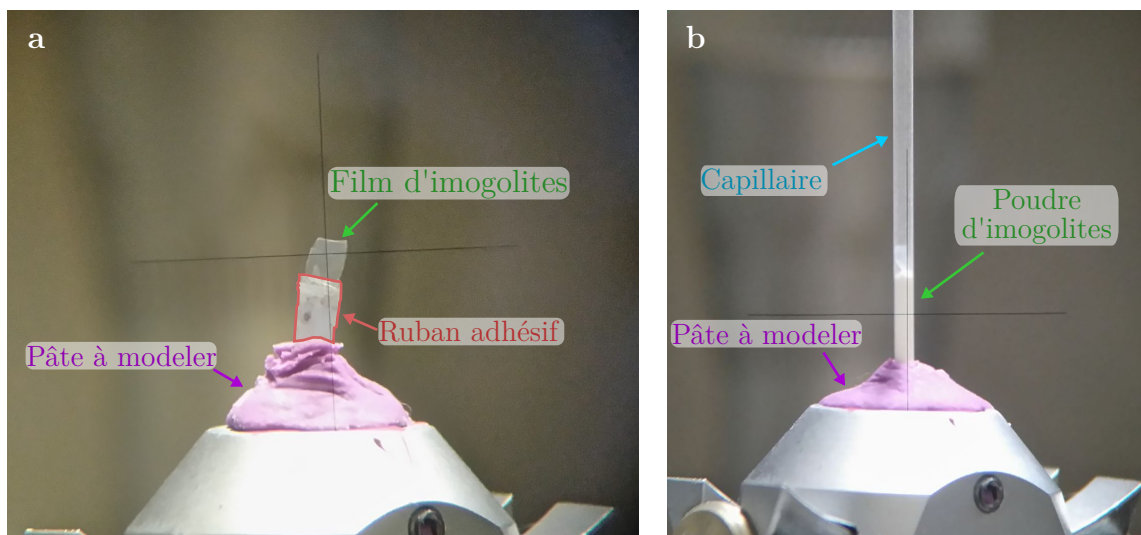 a
Film d'imogolites
Ruban adhésif
Pâte à modeler
b
Capillaire
Poudre
d'imogolites
Pâte à modeler